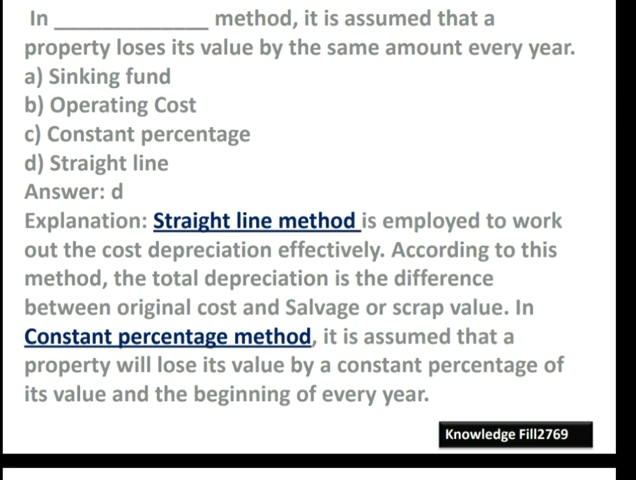 In ______________ method, it is assumed that a
property loses its value by the same amount every year.
a) Sinking fund
b) Operating Cost
c) Constant percentage
d) Straight line
Answer: d
Explanation: Straight line method is employed to work
out the cost depreciation effectively. According to this
method, the total depreciation is the difference
between original cost and Salvage or scrap value. In
Constant percentage method, it is assumed that a
property will lose its value by a constant percentage of
its value and the beginning of every year.
Knowledge Fill2769